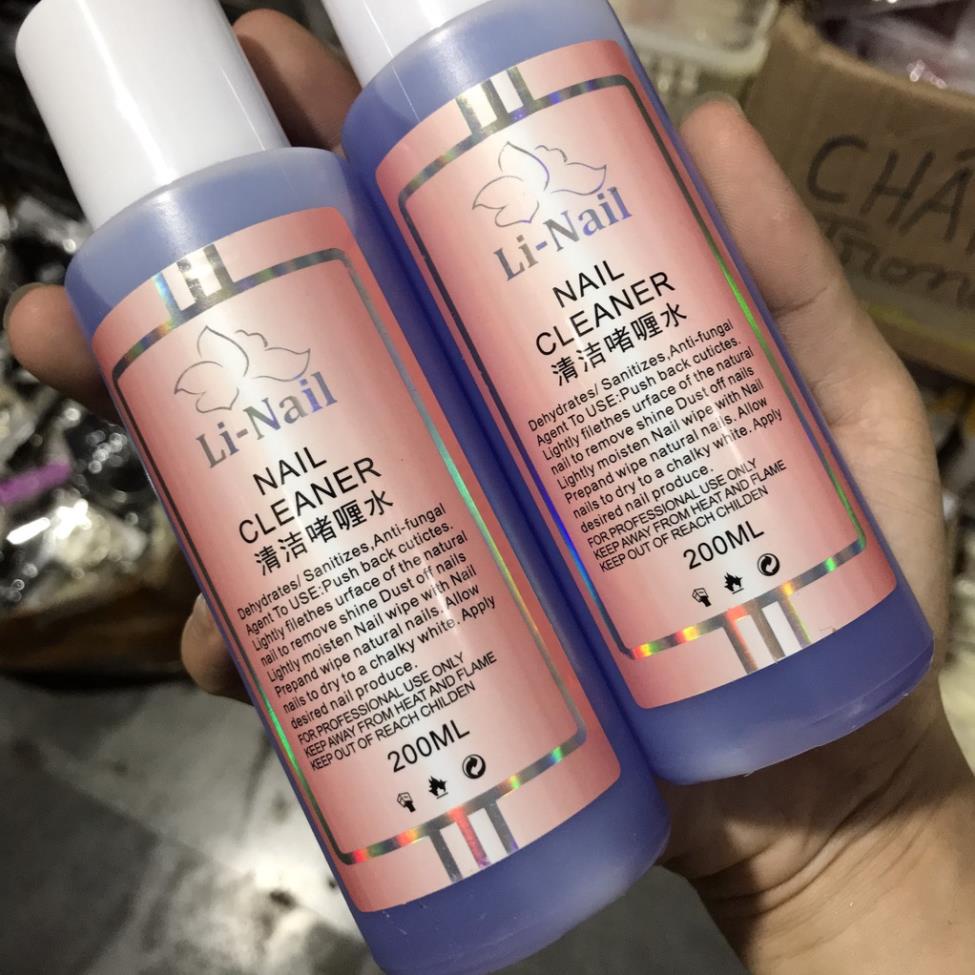 Li-Nail
NAIL
CLEANER
清洁啫喱水
Dehydrates/ Sanitizes,Anti-fungal
Agent To USE:Push back cutictes.
Lightly filethes urface of the natural
nail to remove shine Dust off nails
Lightly moisten Nail wipe with Nail
Prepand wipe natural nails. Allow
nails to dry to a chalky white. Apply
desired nail produce.
FOR PROFESSIONAL USE ONLY
KEEP AWAY FROM HEAT AND FLAME
KEEP OUT OF REACH CHILDEN
200ML
Li-Nail
NAIL
CLEANER
清洁啫喱水
Dehydrates/ Sanitizes,Anti-fungal
Agent To USE:Push back cutictes.
Lightly filethes urface of the natural
nail to remove shine Dust off nails
Lightly moisten Nail wipe with Nail
Prepand wipe natural nails. Allow
nails to dry to a chalky white. Apply
desired nail produce.
FOR PROFESSIONAL USE ONLY
KEEP AWAY FROM HEAT AND FLAME
KEEP OUT OF REACH CHILDEN
200ML